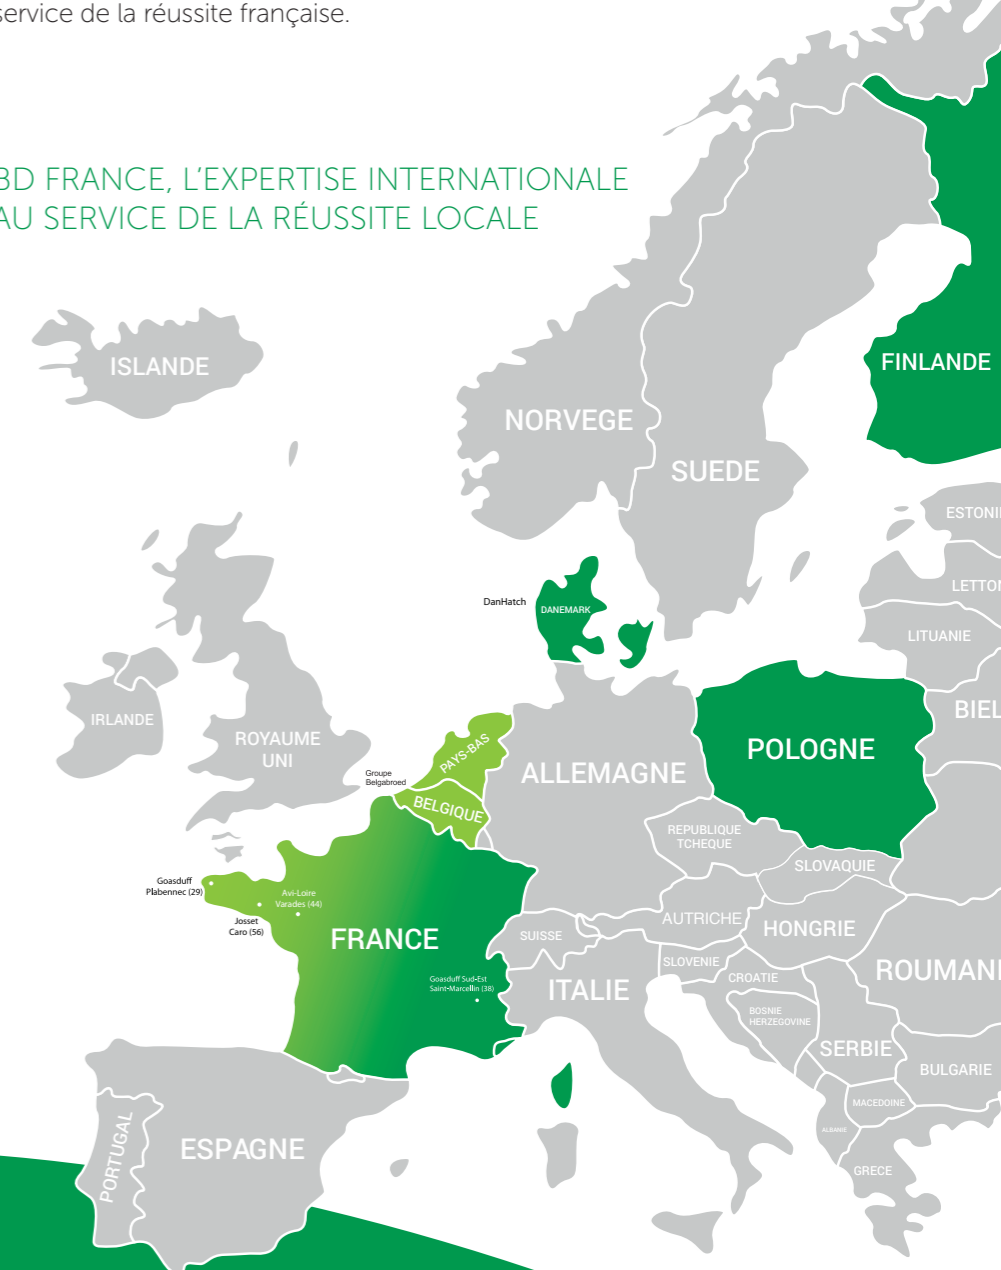 service de la réussite française.
BD FRANCE, L'EXPERTISE INTERNATIONALE
AU SERVICE DE LA RÉUSSITE LOCALE
ISLANDE
FINLANDE
NORVEGE
SUEDE
ESTONI
LETTON
DanHatch
DANEMARK
LITUANIE
BIEL
IRLANDE
ROYAUME
UNI
PAYS-BAS
POLOGNE
ALLEMAGNE
Groupe
Belgabroed
BELGIQUE
REPUBLIQUE
TCHEQUE
SLOVAQUIE
Goasduff
Plabennec (29)
Avi-Loire
Varades (44)
Josset
Caro (56)
FRANCE
SUISSE
AUTRICHE
HONGRIE
SLOVENIE
CROATIE
ROUMANI
Goasduff Sud-Est
Saint-Marcellin (38)
ITALIE
BOSNIE
HERZEGOVINE
SERBIE
BULGARIE
MACEDOINE
ALBANIE
PORTUGAL
ESPAGNE
GRECE